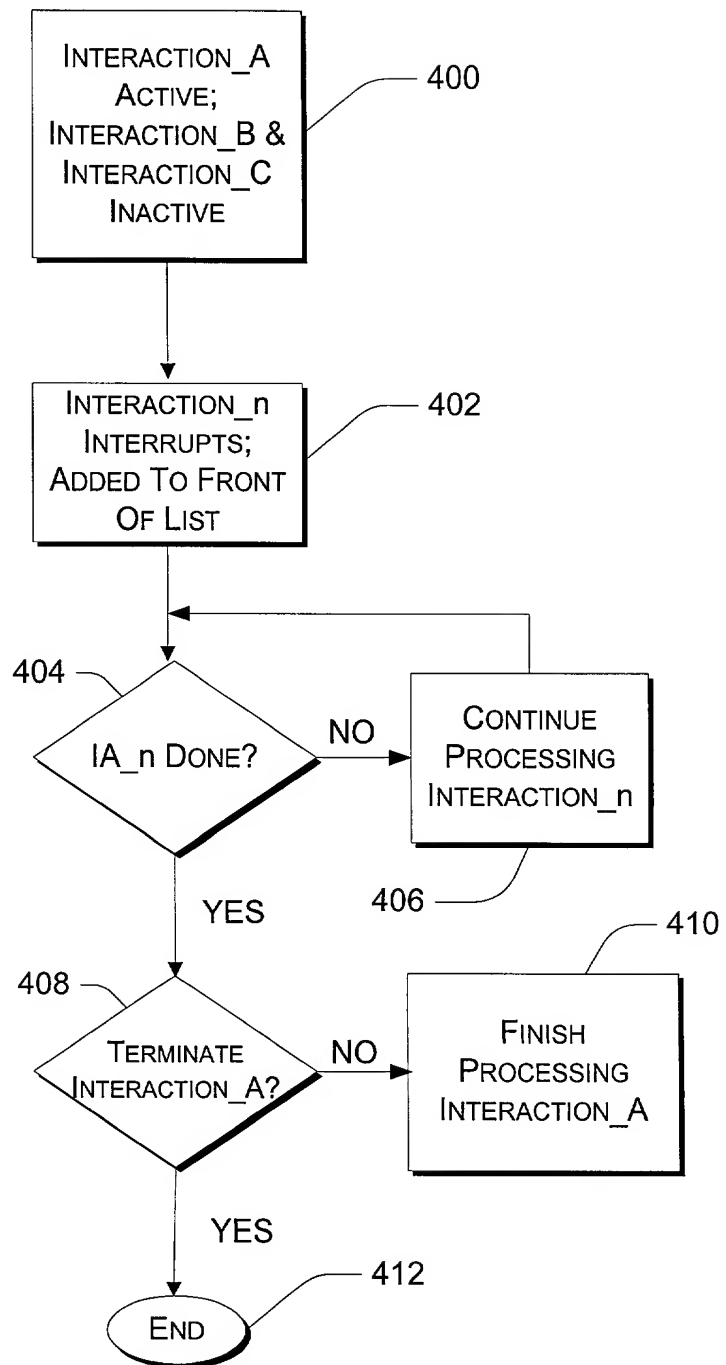 INTERACTION_A
ACTIVE;
INTERACTION_B &
INTERACTION_C
INACTIVE
400
INTERACTION_n
INTERRUPTS;
ADDED TO FRONT
OF LIST
402
404
IA_n DONE?
NO
CONTINUE
PROCESSING
INTERACTION_n
406
YES
408
TERMINATE
INTERACTION_A?
NO
410
FINISH
PROCESSING
INTERACTION_A
YES
END
412